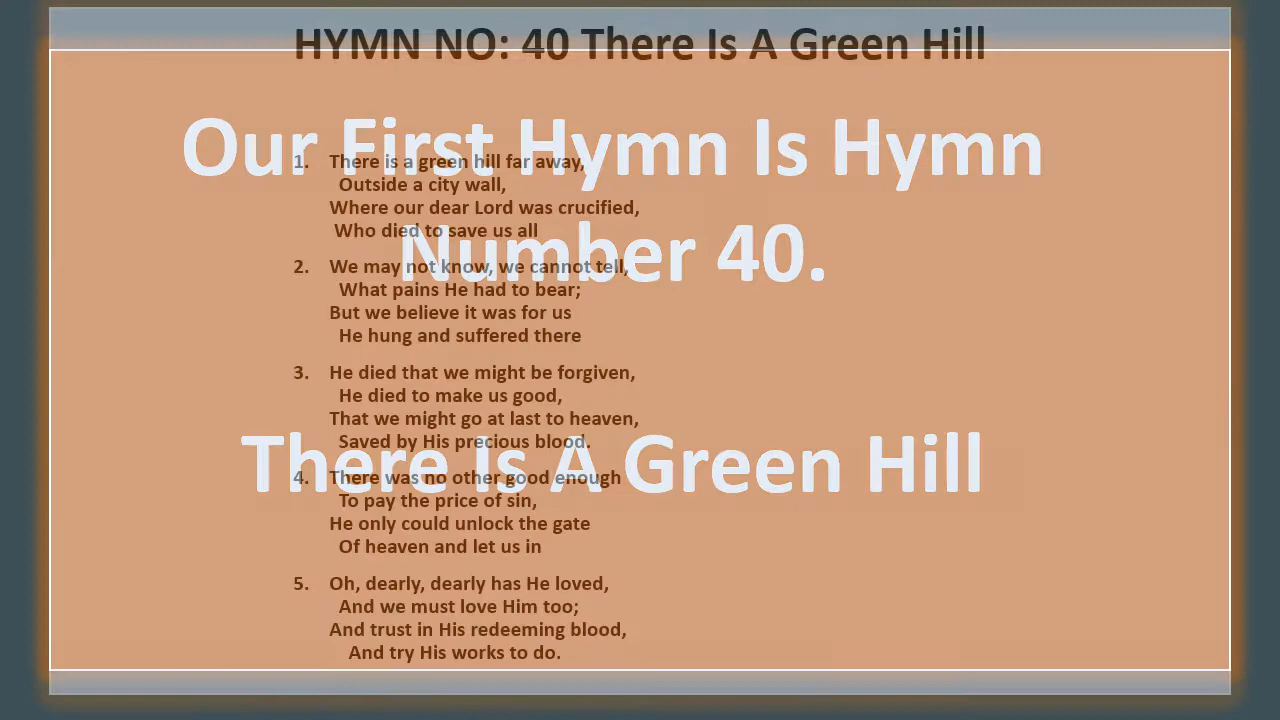 HYMN NO: 40 There Is A Green Hill
Our First Hymn Is Hymn
Number 40.
There Is A Green Hill
1. There is a green hill far away,
Outside a city wall,
Where our dear Lord was crucified,
Who died to save us all
2. We may not know, we cannot tell,
What pains He had to bear;
But we believe it was for us
He hung and suffered there
3. He died that we might be forgiven,
He died to make us good,
That we might go at last to heaven,
Saved by His precious blood.
4. There was no other good enough
To pay the price of sin,
He only could unlock the gate
Of heaven and let us in
5. Oh, dearly, dearly has He loved,
And we must love Him too;
And trust in His redeeming blood,
And try His works to do.